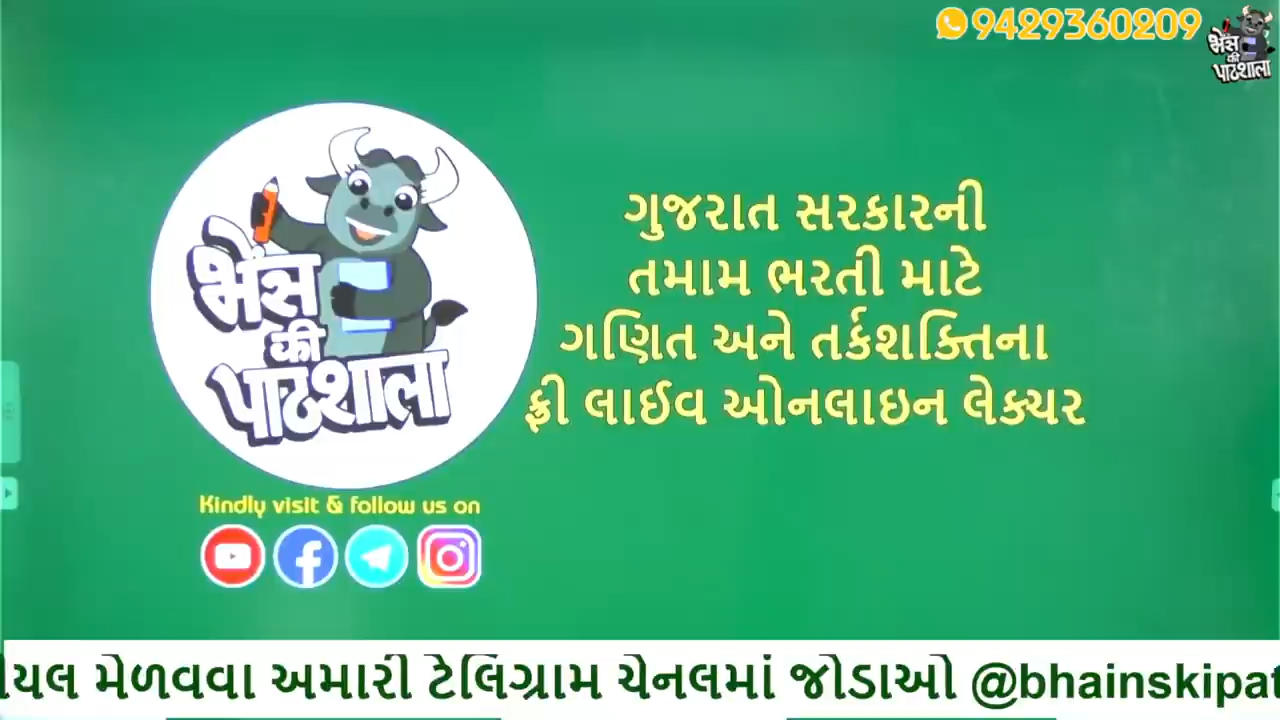 9429360209
भैंस
की
पाठशाला
भैंस
की
पाठशाला
ગુજરાત સરકારની
તમામ ભરતી માટે
ગણિત અને તર્કશક્તિના
ફ્રી લાઈવ ઓનલાઇન લેક્ચર
Kindly visit & follow us on
મેળવવા અમારી ટેલિગ્રામ ચેનલમાં જોડાઓ @bhainskipat